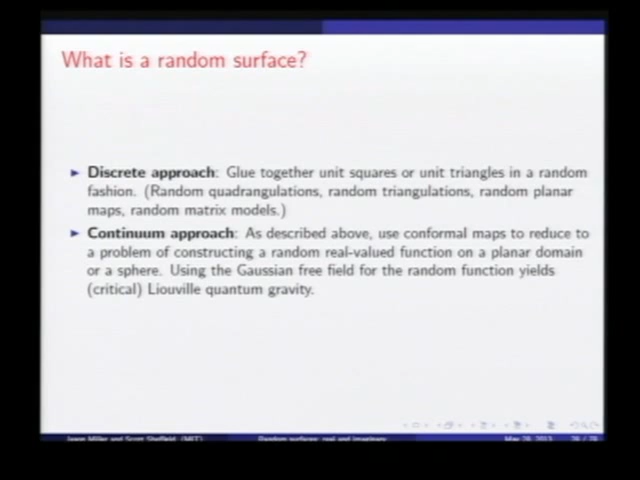 What is a random surface?
Discrete approach: Glue together unit squares or unit triangles in a random
fashion. (Random quadrangulations, random triangulations, random planar
maps, random matrix models.)
Continuum approach: As described above, use conformal maps to reduce to
a problem of constructing a random real-valued function on a planar domain
or a sphere. Using the Gaussian free field for the random function yields
(critical) Liouville quantum gravity.
Jason Miller and Scott Sheffield (MIT) Random surfaces: real and imaginary May 28, 2013